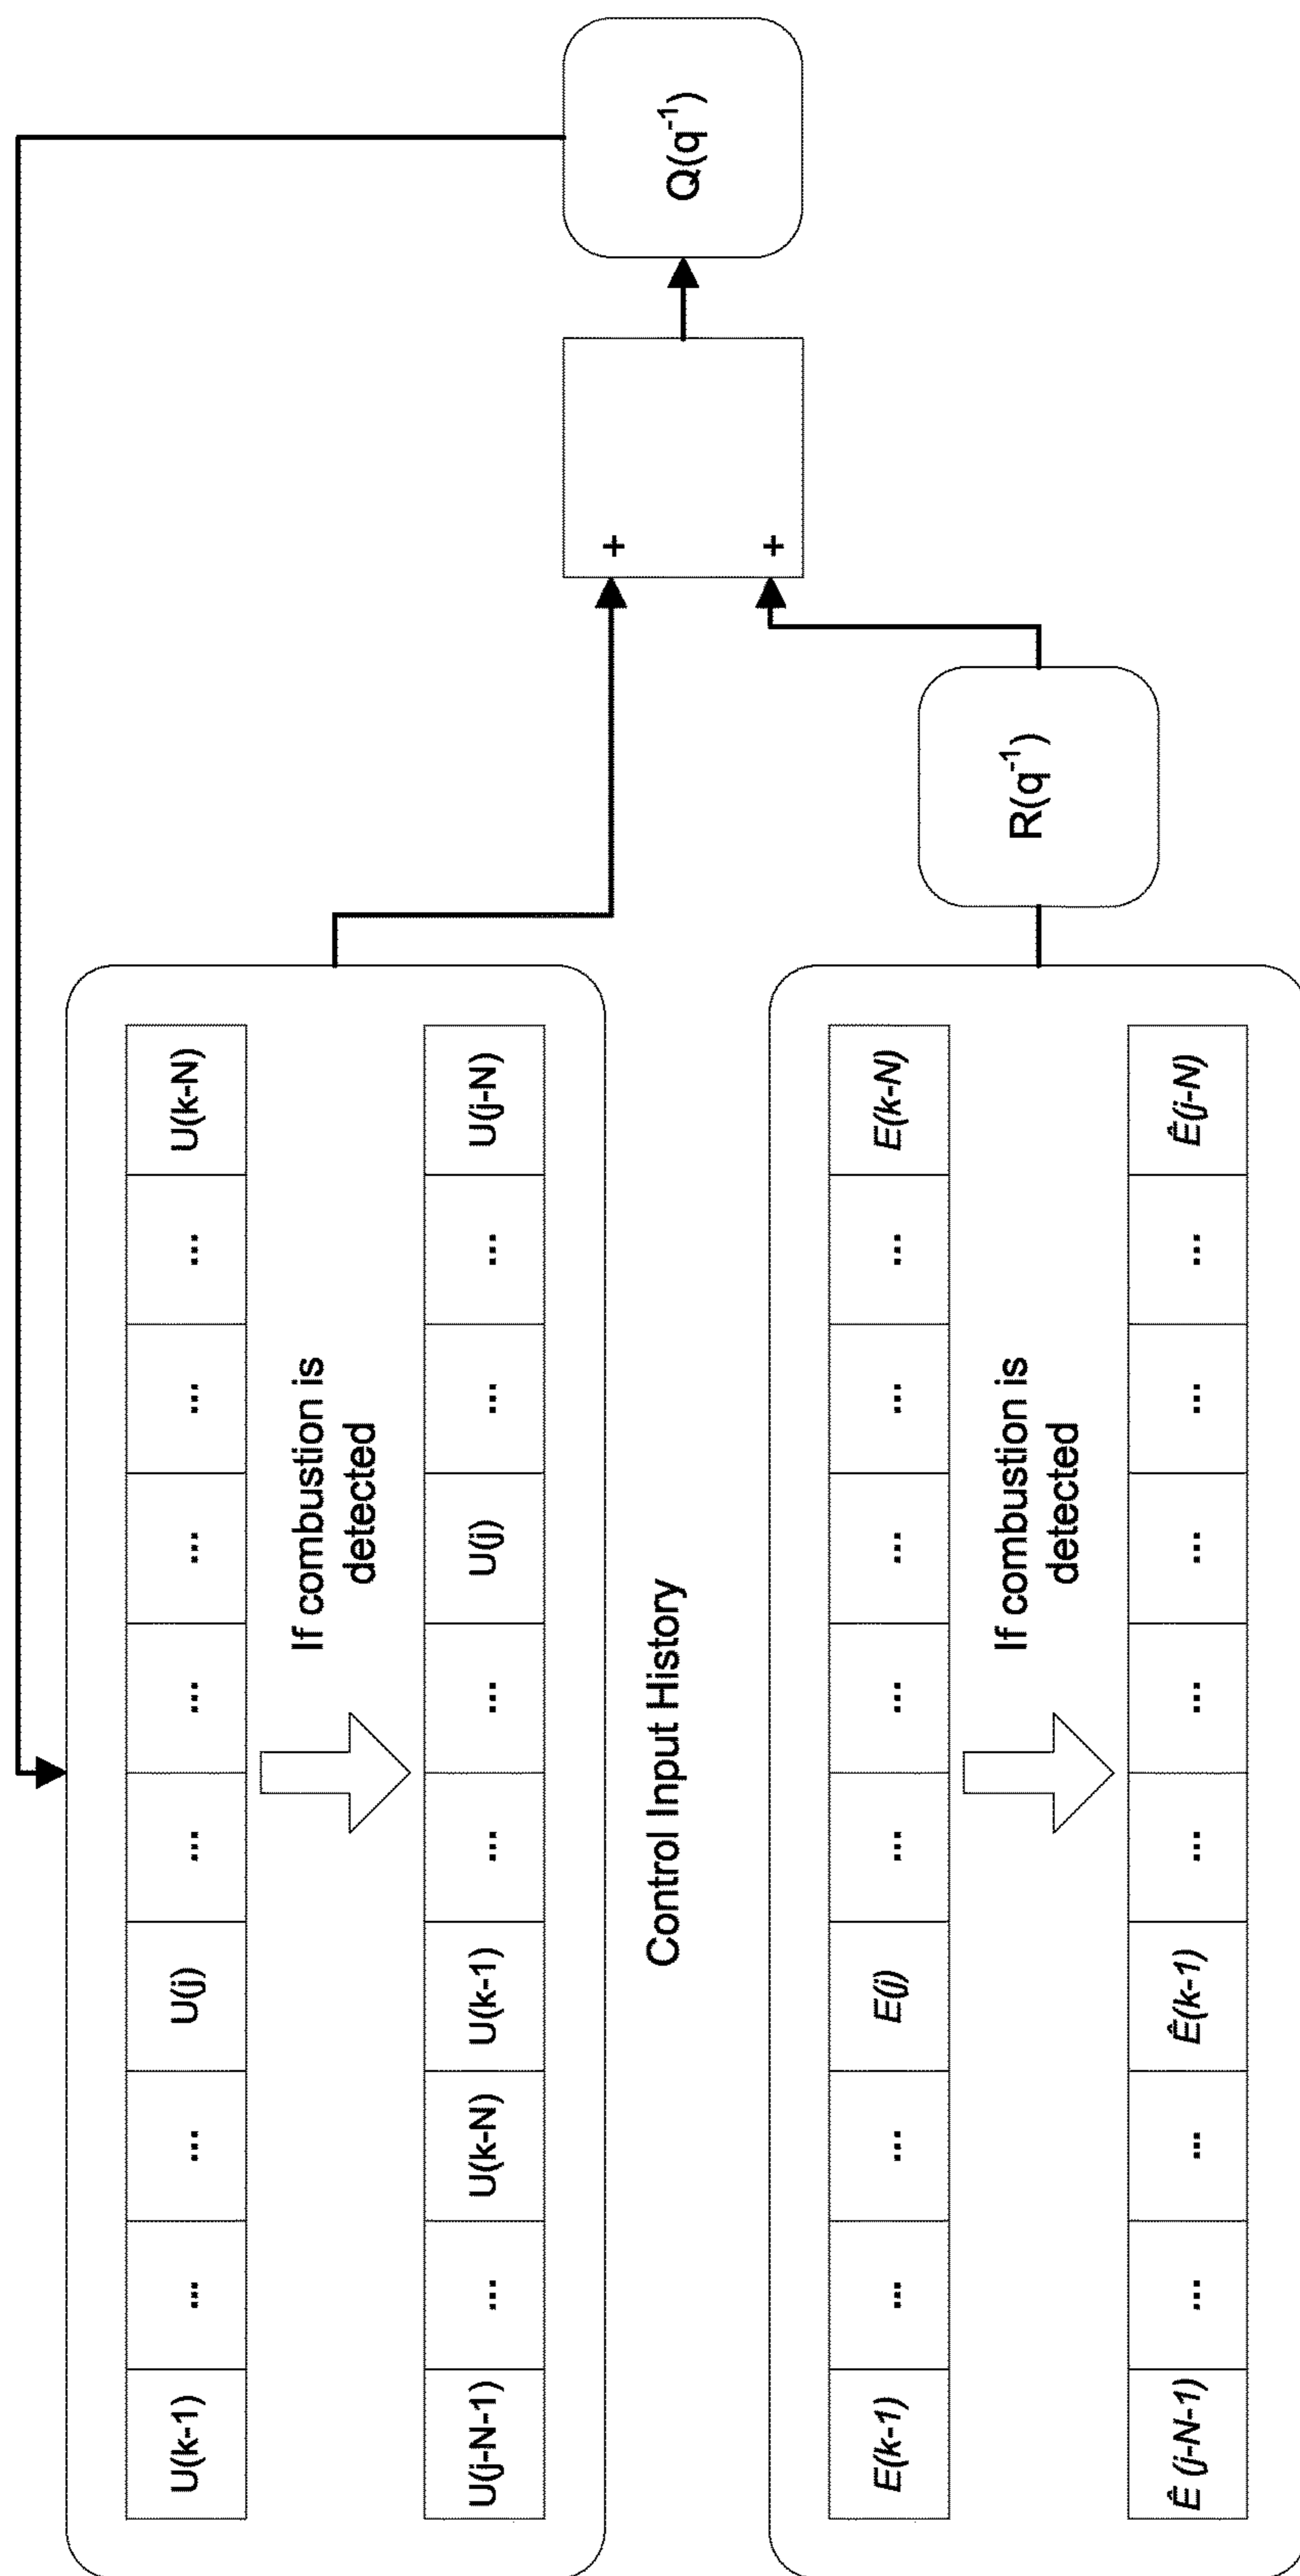 U(k-1) ... ... U(j) ... ... ... ... ... U(k-N)
If combustion is
detected
U(j-N-1) ... U(k-N) U(k-1) ... ... U(j) ... ... U(j-N)
Control Input History
+
+
Q(q⁻¹)
E(k-1) ... ... E(j) ... ... ... ... ... E(k-N)
If combustion is
detected
Ê (j-N-1) ... ... Ê(k-1) ... ... ... ... ... Ê(j-N)
R(q⁻¹)